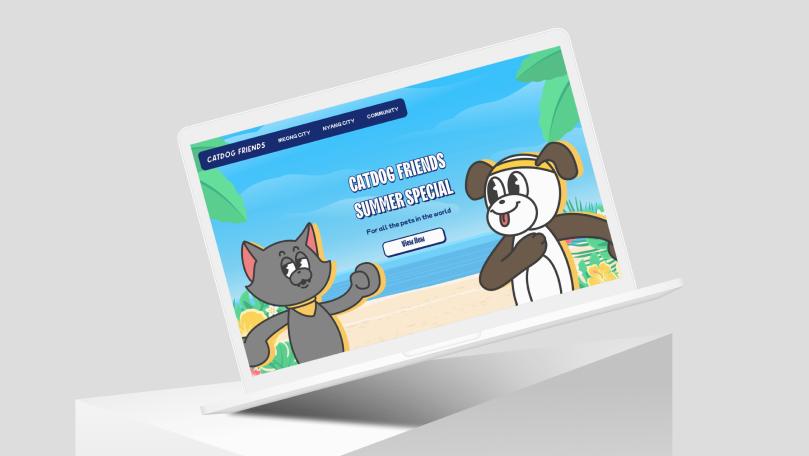 CATDOG FRIENDS MEONG CITY NYANG CITY COMMUNITY
CATDOG FRIENDS
SUMMER SPECIAL
For all the pets in the world
View Now